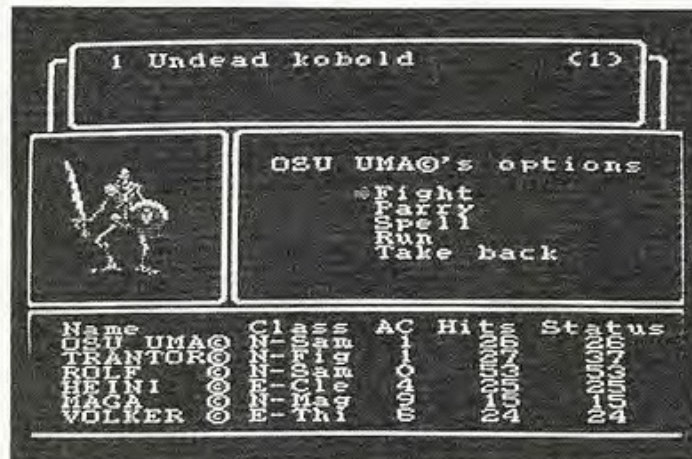 1 Undead kobold (1)
OSU UMA©'s options
Fight
Parry
Spell
Run
Take back
Name Class AC Hits Status
OSU UMA© N-Sam 1 26 26
TRANTOR© N-Fig 1 27 37
ROLF © N-Sam 0 53 53
HEINI © E-Cle 4 25 25
MAGA © N-Mag 9 15 15
VOLKER © E-Thi 6 24 24